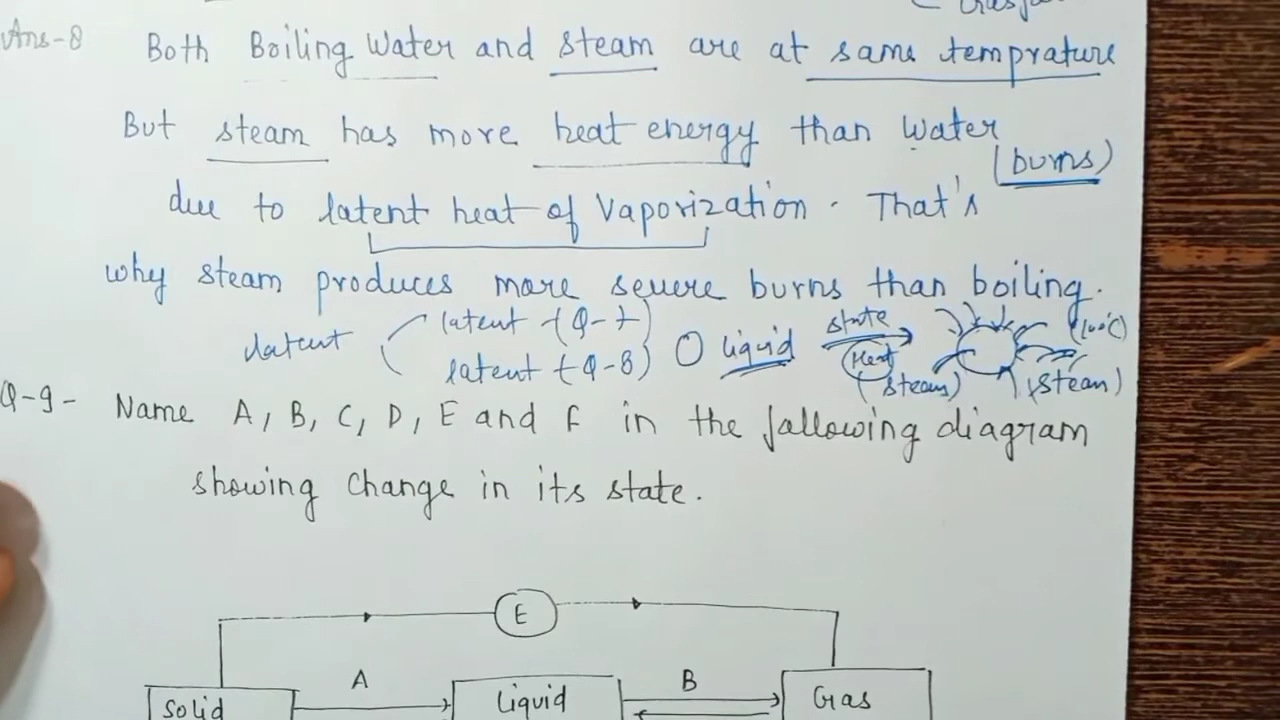 Ans-8 Both Boiling Water and steam are at same temprature
But steam has more heat energy than water
(burns)
due to latent heat of Vaporization. That's
why steam produces more severe burns than boiling.
latent latent (Q-7) liquid state (100°C)
latent (Q-8) Heat (steam) (stean)
Q-9- Name A, B, C, D, E and F in the fallowing diagram
showing change in its state.
E
A B
Solid Liquid Gas